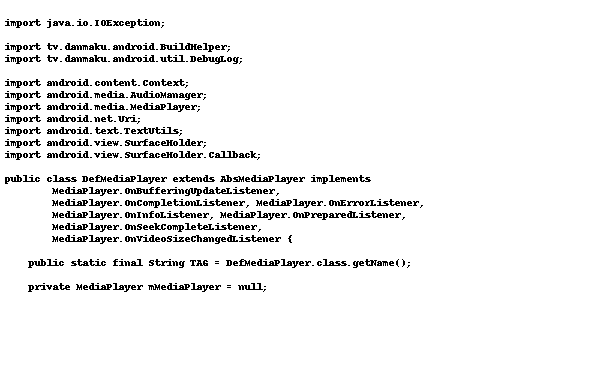 import java.io.IOException;

import tv.danmaku.android.BuildHelper;
import tv.danmaku.android.util.DebugLog;

import android.content.Context;
import android.media.AudioManager;
import android.media.MediaPlayer;
import android.net.Uri;
import android.text.TextUtils;
import android.view.SurfaceHolder;
import android.view.SurfaceHolder.Callback;

public class DefMediaPlayer extends AbsMediaPlayer implements
        MediaPlayer.OnBufferingUpdateListener,
        MediaPlayer.OnCompletionListener, MediaPlayer.OnErrorListener,
        MediaPlayer.OnInfoListener, MediaPlayer.OnPreparedListener,
        MediaPlayer.OnSeekCompleteListener,
        MediaPlayer.OnVideoSizeChangedListener {

    public static final String TAG = DefMediaPlayer.class.getName();

    private MediaPlayer mMediaPlayer = null;